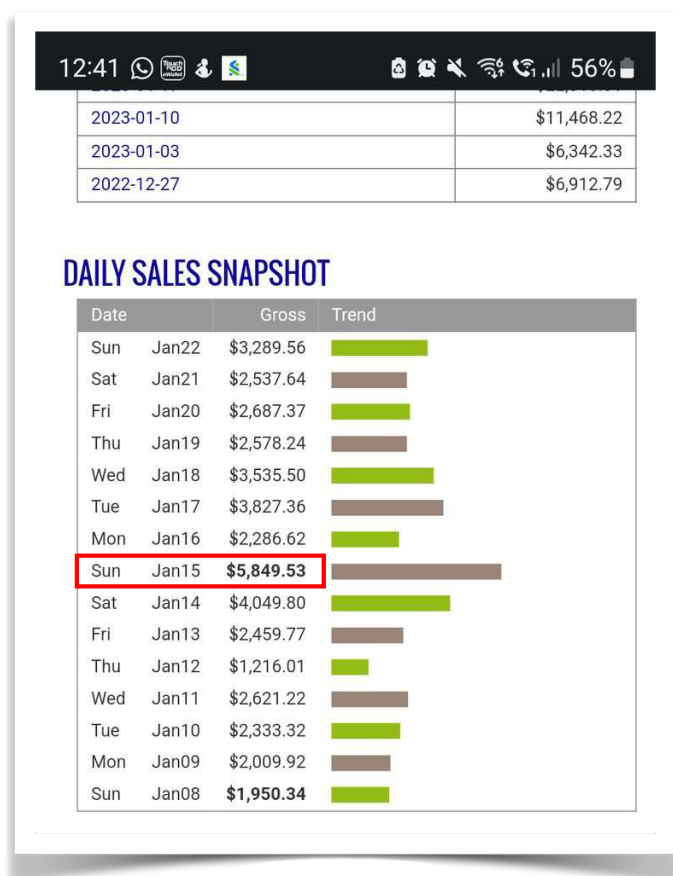 12:41 Touch 'n GO eWallet $ 56%
2023-01-10 $11,468.22
2023-01-03 $6,342.33
2022-12-27 $6,912.79
DAILY SALES SNAPSHOT
Date Gross Trend
Sun Jan22 $3,289.56
Sat Jan21 $2,537.64
Fri Jan20 $2,687.37
Thu Jan19 $2,578.24
Wed Jan18 $3,535.50
Tue Jan17 $3,827.36
Mon Jan16 $2,286.62
Sun Jan15 $5,849.53
Sat Jan14 $4,049.80
Fri Jan13 $2,459.77
Thu Jan12 $1,216.01
Wed Jan11 $2,621.22
Tue Jan10 $2,333.32
Mon Jan09 $2,009.92
Sun Jan08 $1,950.34